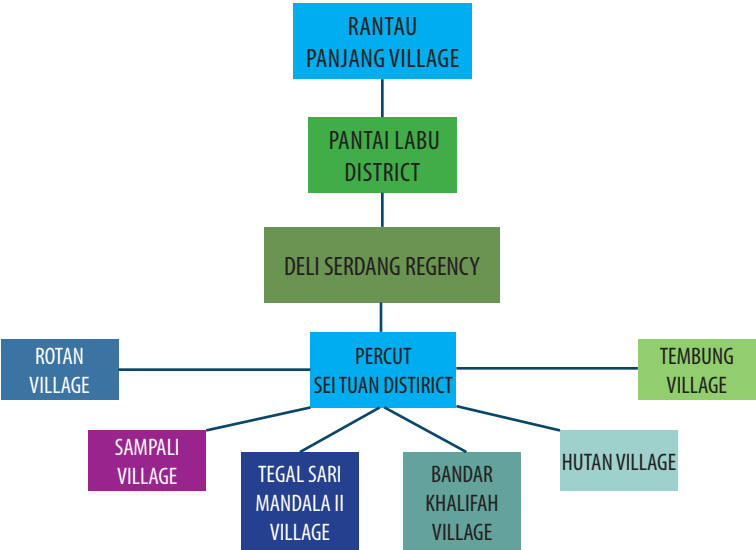 RANTAU
PANJANG VILLAGE
PANTAI LABU
DISTRICT
DELI SERDANG REGENCY
PERCUT
SEI TUAN DISTIRICT
ROTAN
VILLAGE
TEMBUNG
VILLAGE
SAMPALI
VILLAGE
TEGAL SARI
MANDALA II
VILLAGE
BANDAR
KHALIFAH
VILLAGE
HUTAN VILLAGE